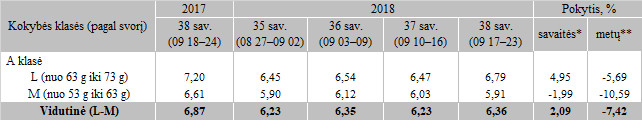 Kokybės klasės (pagal svorį) 2017 2018 Pokytis, %
38 sav. (09 18–24) 35 sav. (08 27–09 02) 36 sav. (09 03–09) 37 sav. (09 10–16) 38 sav. (09 17–23) savaitės* metų**
A klasė
L (nuo 63 g iki 73 g) 7,20 6,45 6,54 6,47 6,79 4,95 -5,69
M (nuo 53 g iki 63 g) 6,61 5,90 6,12 6,03 5,91 -1,99 -10,59
Vidutinė (L-M) 6,87 6,23 6,35 6,23 6,36 2,09 -7,42